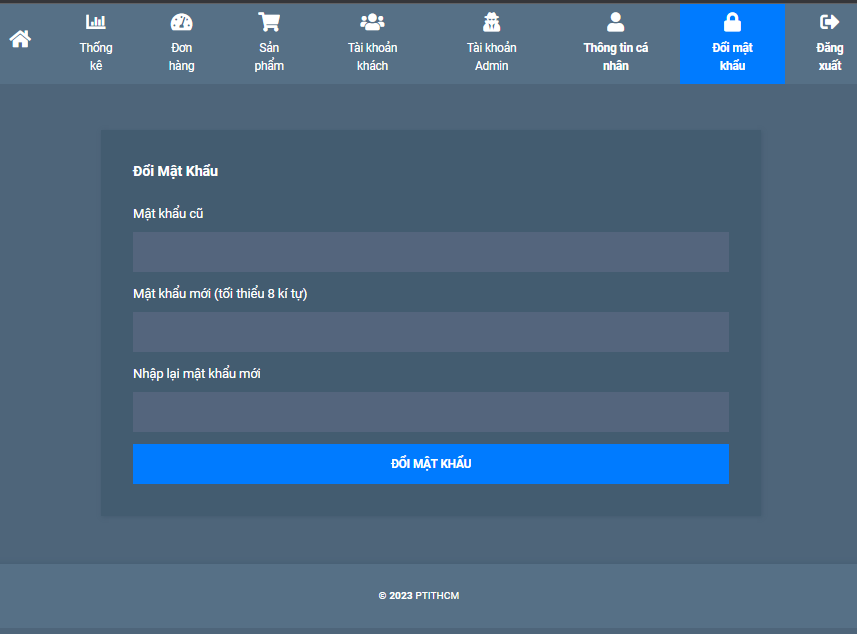 Thống
kê
Đơn
hàng
Sản
phẩm
Tài khoản
khách
Tài khoản
Admin
Thông tin cá
nhân
Đổi mật
khẩu
Đăng
xuất
Đổi Mật Khẩu
Mật khẩu cũ
Mật khẩu mới (tối thiểu 8 kí tự)
Nhập lại mật khẩu mới
ĐỔI MẬT KHẨU
© 2023 PTITHCM